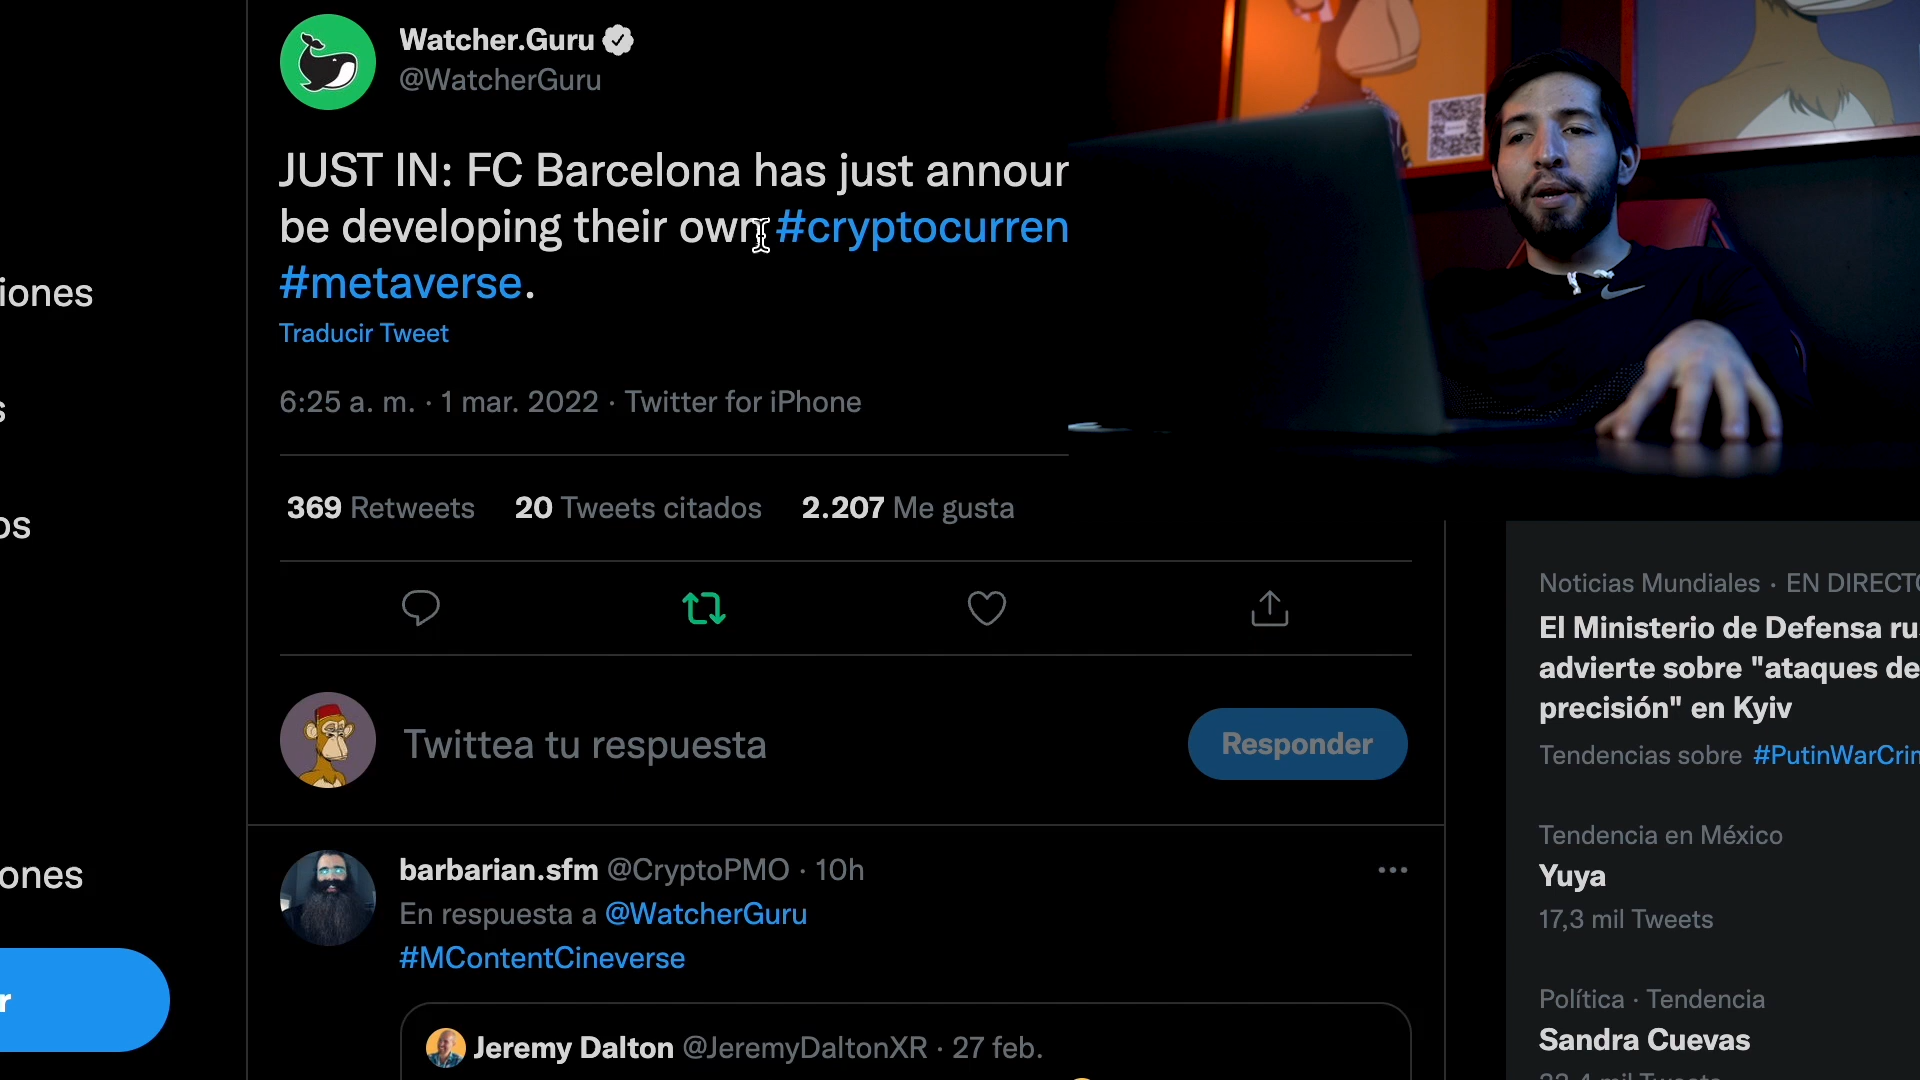 Watcher.Guru
@WatcherGuru
JUST IN: FC Barcelona has just annour
be developing their own #cryptocurren
#metaverse.
Traducir Tweet
6:25 a. m. · 1 mar. 2022 · Twitter for iPhone
369 Retweets 20 Tweets citados 2.207 Me gusta
Twittea tu respuesta
Responder
barbarian.sfm @CryptoPMO · 10h
En respuesta a @WatcherGuru
#MContentCineverse
Jeremy Dalton @JeremyDaltonXR · 27 feb.
iones
s
os
ones
r
Noticias Mundiales · EN DIRECTO
El Ministerio de Defensa ru
advierte sobre "ataques de
precisión" en Kyiv
Tendencias sobre #PutinWarCrim
Tendencia en México
Yuya
17,3 mil Tweets
Política · Tendencia
Sandra Cuevas